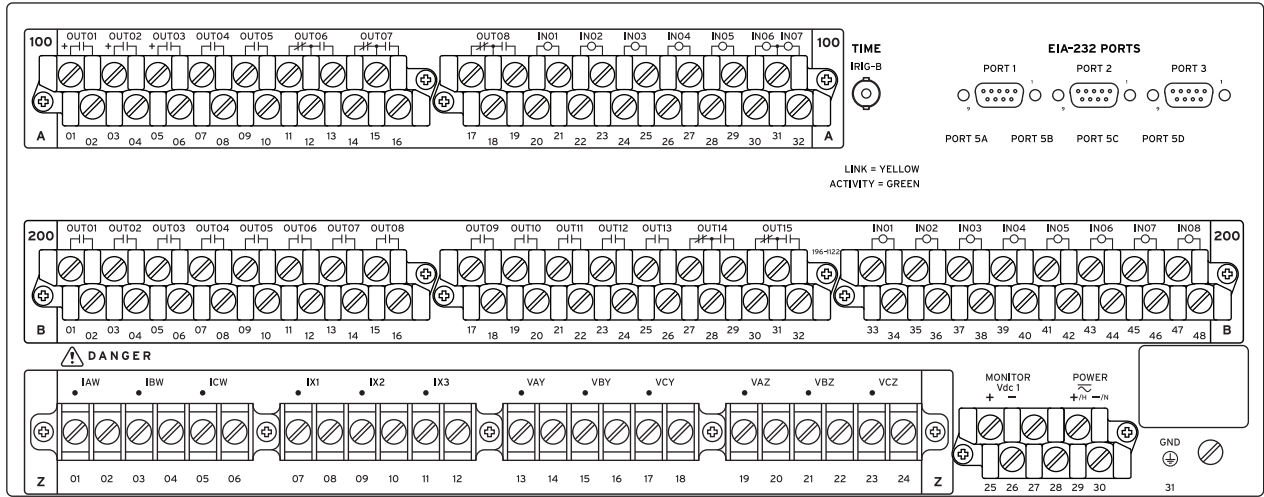 100 OUT01 OUT02 OUT03 OUT04 OUT05 OUT06 OUT07 OUT08 IN01 IN02 IN03 IN04 IN05 IN06 IN07 100
+ + +
A 01 02 03 04 05 06 07 08 09 10 11 12 13 14 15 16 17 18 19 20 21 22 23 24 25 26 27 28 29 30 31 32 A
TIME
IRIG-B
EIA-232 PORTS
PORT 1 PORT 2 PORT 3
1 1 1
9 9 9
PORT 5A PORT 5B PORT 5C PORT 5D
LINK = YELLOW
ACTIVITY = GREEN
200 OUT01 OUT02 OUT03 OUT04 OUT05 OUT06 OUT07 OUT08 OUT09 OUT10 OUT11 OUT12 OUT13 OUT14 OUT15 IN01 IN02 IN03 IN04 IN05 IN06 IN07 IN08 200
196-1122
B 01 02 03 04 05 06 07 08 09 10 11 12 13 14 15 16 17 18 19 20 21 22 23 24 25 26 27 28 29 30 31 32 33 34 35 36 37 38 39 40 41 42 43 44 45 46 47 48 B
DANGER
IAW IBW ICW IX1 IX2 IX3 VAY VBY VCY VAZ VBZ VCZ
Z 01 02 03 04 05 06 07 08 09 10 11 12 13 14 15 16 17 18 19 20 21 22 23 24 Z
MONITOR
Vdc 1
+ −
POWER
+/H −/N
25 26 27 28 29 30
GND
31